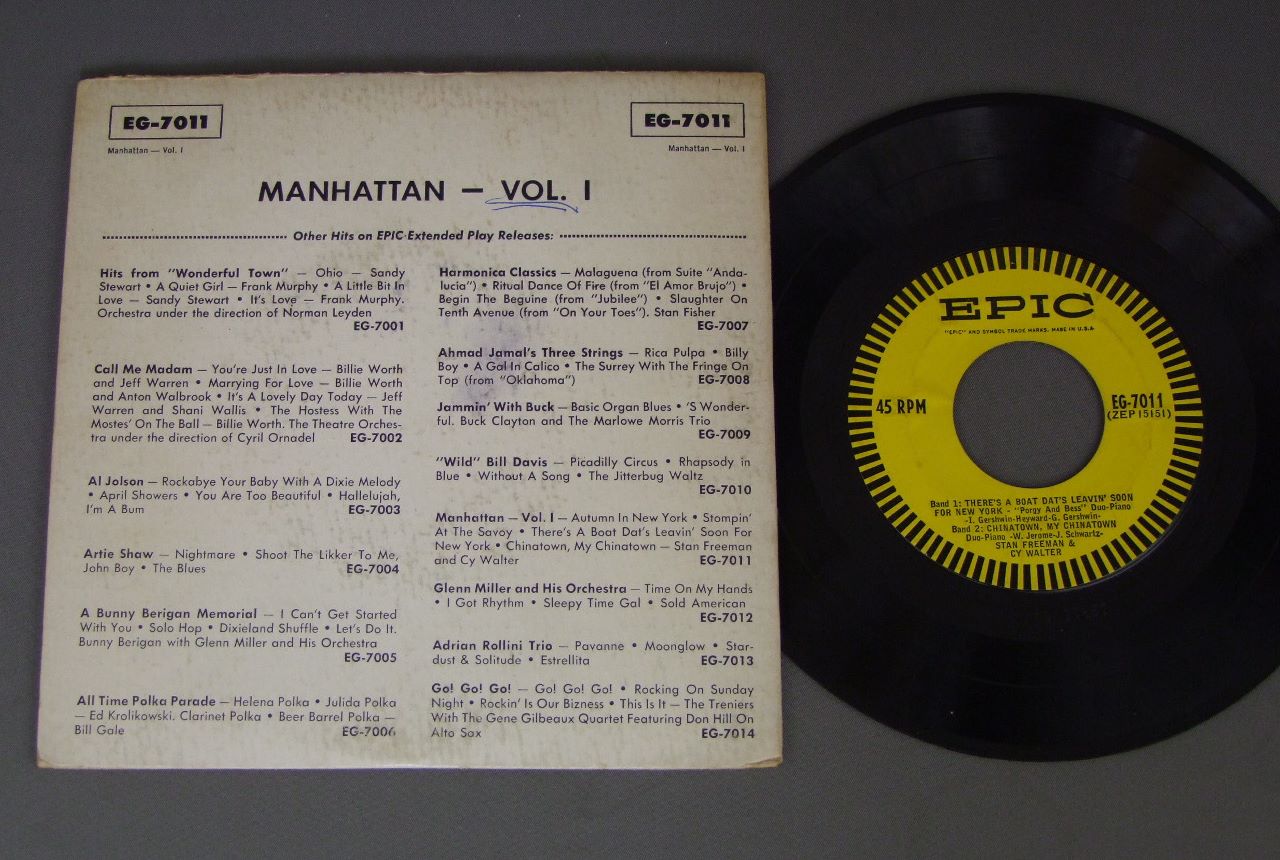 EG-7011
Manhattan — Vol. I
EG-7011
Manhattan — Vol. I
MANHATTAN — VOL. I
Other Hits on EPIC Extended Play Releases:
Hits from "Wonderful Town" — Ohio — Sandy
Stewart • A Quiet Girl — Frank Murphy • A Little Bit In
Love — Sandy Stewart • It's Love — Frank Murphy.
Orchestra under the direction of Norman Leyden
EG-7001
Call Me Madam — You're Just In Love — Billie Worth
and Jeff Warren • Marrying For Love — Billie Worth
and Anton Walbrook • It's A Lovely Day Today — Jeff
Warren and Shani Wallis • The Hostess With The
Mostes' On The Ball — Billie Worth. The Theatre Orches-
tra under the direction of Cyril Ornadel EG-7002
Al Jolson — Rockabye Your Baby With A Dixie Melody
• April Showers • You Are Too Beautiful • Hallelujah,
I'm A Bum EG-7003
Artie Shaw — Nightmare • Shoot The Likker To Me,
John Boy • The Blues EG-7004
A Bunny Berigan Memorial — I Can't Get Started
With You • Solo Hop • Dixieland Shuffle • Let's Do It.
Bunny Berigan with Glenn Miller and His Orchestra
EG-7005
All Time Polka Parade — Helena Polka • Julida Polka
— Ed Krolikowski. Clarinet Polka • Beer Barrel Polka —
Bill Gale EG-7006
Harmonica Classics — Malaguena (from Suite "Anda-
lucia") • Ritual Dance Of Fire (from "El Amor Brujo") •
Begin The Beguine (from "Jubilee") • Slaughter On
Tenth Avenue (from "On Your Toes"). Stan Fisher
EG-7007
Ahmad Jamal's Three Strings — Rica Pulpa • Billy
Boy • A Gal In Calico • The Surrey With The Fringe On
Top (from "Oklahoma") EG-7008
Jammin' With Buck — Basic Organ Blues • 'S Wonder-
ful. Buck Clayton and The Marlowe Morris Trio
EG-7009
"Wild" Bill Davis — Picadilly Circus • Rhapsody in
Blue • Without A Song • The Jitterbug Waltz
EG-7010
Manhattan — Vol. I — Autumn In New York • Stompin'
At The Savoy • There's A Boat Dat's Leavin' Soon For
New York • Chinatown, My Chinatown — Stan Freeman
and Cy Walter EG-7011
Glenn Miller and His Orchestra — Time On My Hands
• I Got Rhythm • Sleepy Time Gal • Sold American
EG-7012
Adrian Rollini Trio — Pavanne • Moonglow • Star-
dust & Solitude • Estrellita EG-7013
Go! Go! Go! — Go! Go! Go! • Rocking On Sunday
Night • Rockin' Is Our Bizness • This Is It — The Treniers
With The Gene Gilbeaux Quartet Featuring Don Hill On
Alto Sax EG-7014
EPIC
"EPIC" AND SYMBOL TRADE MARKS. MADE IN U.S.A.
45 RPM
EG-7011
(ZEP 15151)
Band 1: THERE'S A BOAT DAT'S LEAVIN' SOON
FOR NEW YORK - "Porgy And Bess" Duo-Piano
-I. Gershwin-Heyward-G. Gershwin-
Band 2: CHINATOWN, MY CHINATOWN
Duo-Piano -W. Jerome-J. Schwartz-
STAN FREEMAN &
CY WALTER